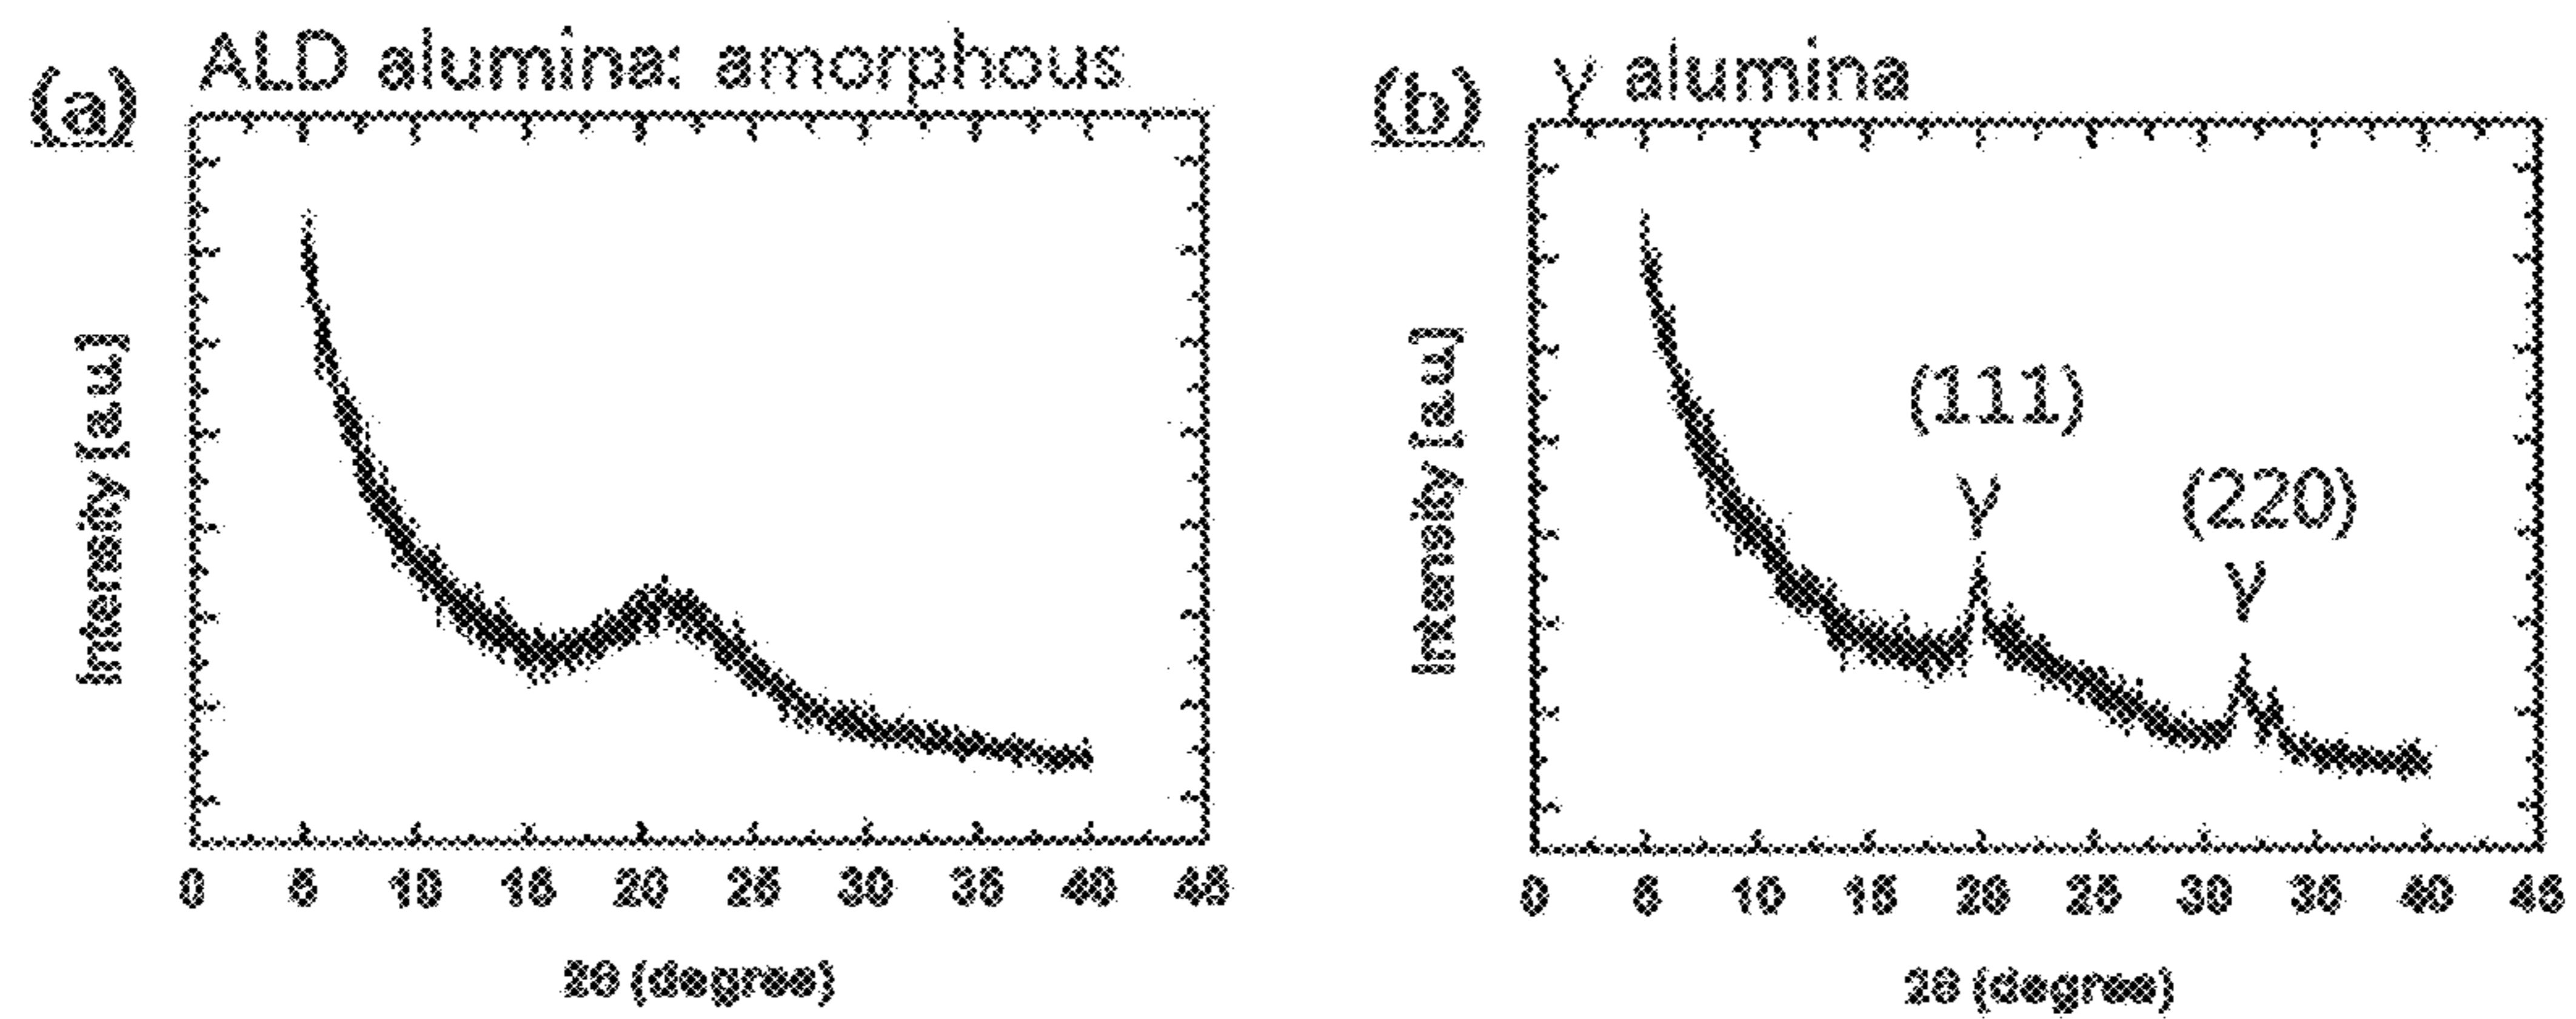 (a) ALD alumina: amorphous
Intensity [a.u.]
0 5 10 15 20 25 30 35 40 45
2θ (degree)
(b) γ alumina
Intensity [a.u.]
(111)
γ
(220)
γ
0 5 10 15 20 25 30 35 40 45
2θ (degree)